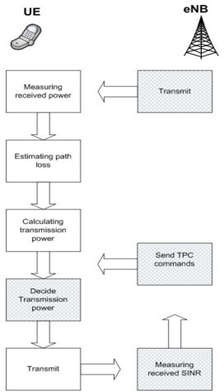 UE
eNB
Measuring
received power
Transmit
Estimating path
loss
Calculating
transmission
power
Send TPC
commands
Decide
Transmission
power
Transmit
Measuring
received SINR